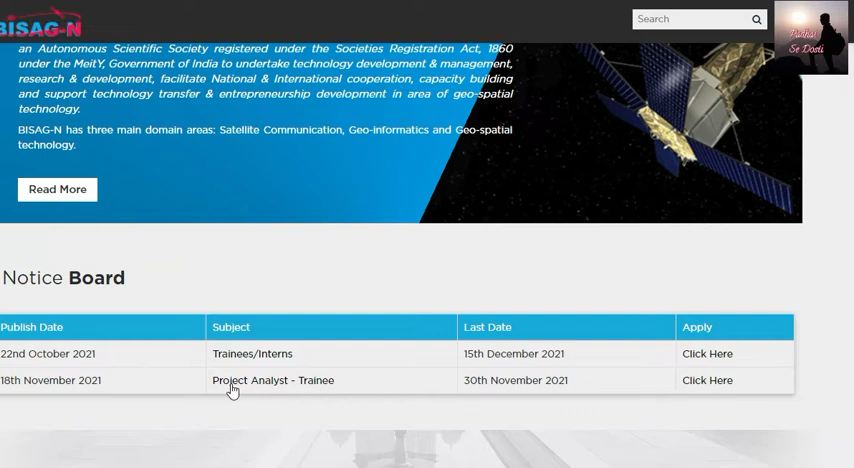 BISAG-N
Search
Padhai
Se Dosti
an Autonomous Scientific Society registered under the Societies Registration Act, 1860
under the MeitY, Government of India to undertake technology development & management,
research & development, facilitate National & International cooperation, capacity building
and support technology transfer & entrepreneurship development in area of geo-spatial
technology.
BISAG-N has three main domain areas: Satellite Communication, Geo-informatics and Geo-spatial
technology.
Read More
Notice Board
Publish Date Subject Last Date Apply
22nd October 2021 Trainees/Interns 15th December 2021 Click Here
18th November 2021 Project Analyst - Trainee 30th November 2021 Click Here